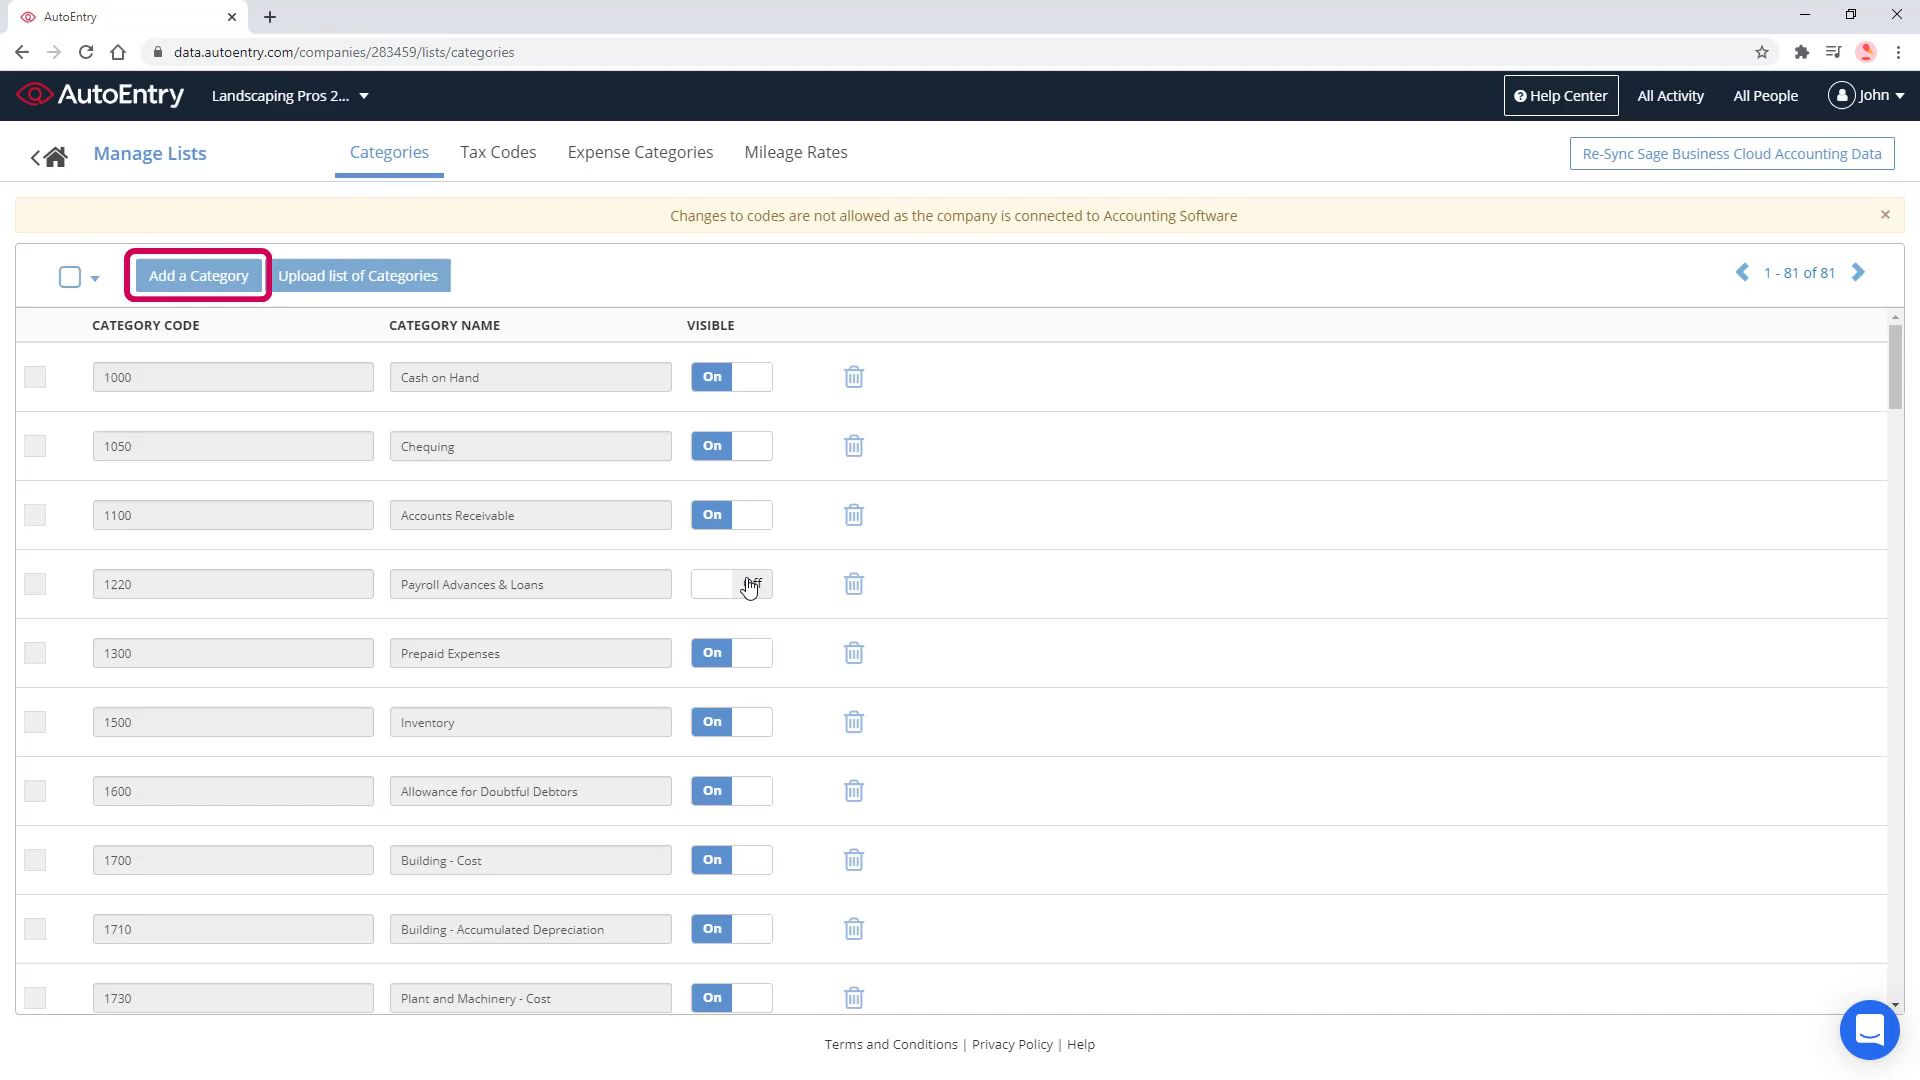 AutoEntry
data.autoentry.com/companies/283459/lists/categories
AutoEntry
Landscaping Pros 2...
Help Center
All Activity
All People
John
Manage Lists
Categories
Tax Codes
Expense Categories
Mileage Rates
Re-Sync Sage Business Cloud Accounting Data
Changes to codes are not allowed as the company is connected to Accounting Software
Add a Category
Upload list of Categories
1 - 81 of 81
CATEGORY CODE
CATEGORY NAME
VISIBLE
1000
Cash on Hand
On
1050
Chequing
On
1100
Accounts Receivable
On
1220
Payroll Advances & Loans
Off
1300
Prepaid Expenses
On
1500
Inventory
On
1600
Allowance for Doubtful Debtors
On
1700
Building - Cost
On
1710
Building - Accumulated Depreciation
On
1730
Plant and Machinery - Cost
On
Terms and Conditions | Privacy Policy | Help